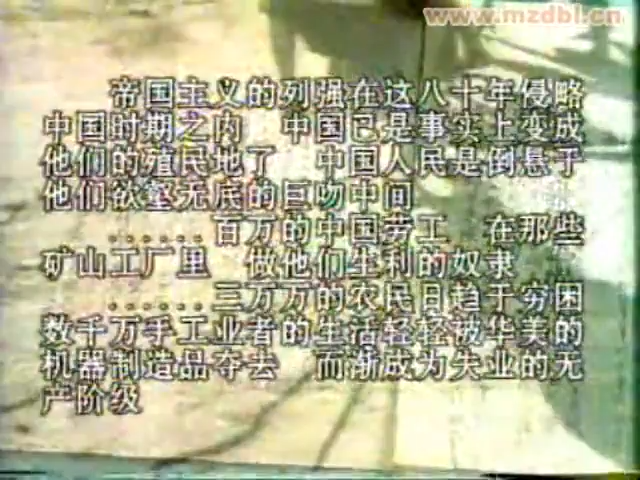 www.mzdbl.cn
帝国主义的列强在这八十年侵略
中国时期之内 中国已是事实上变成
他们的殖民地了 中国人民是倒悬于
他们欲壑无底的巨吻中间
......百万的中国劳工 在那些
矿山工厂里 做他们生利的奴隶
......三万万的农民日趋于穷困
数千万手工业者的生活轻轻被华美的
机器制造品夺去 而渐成为失业的无
产阶级